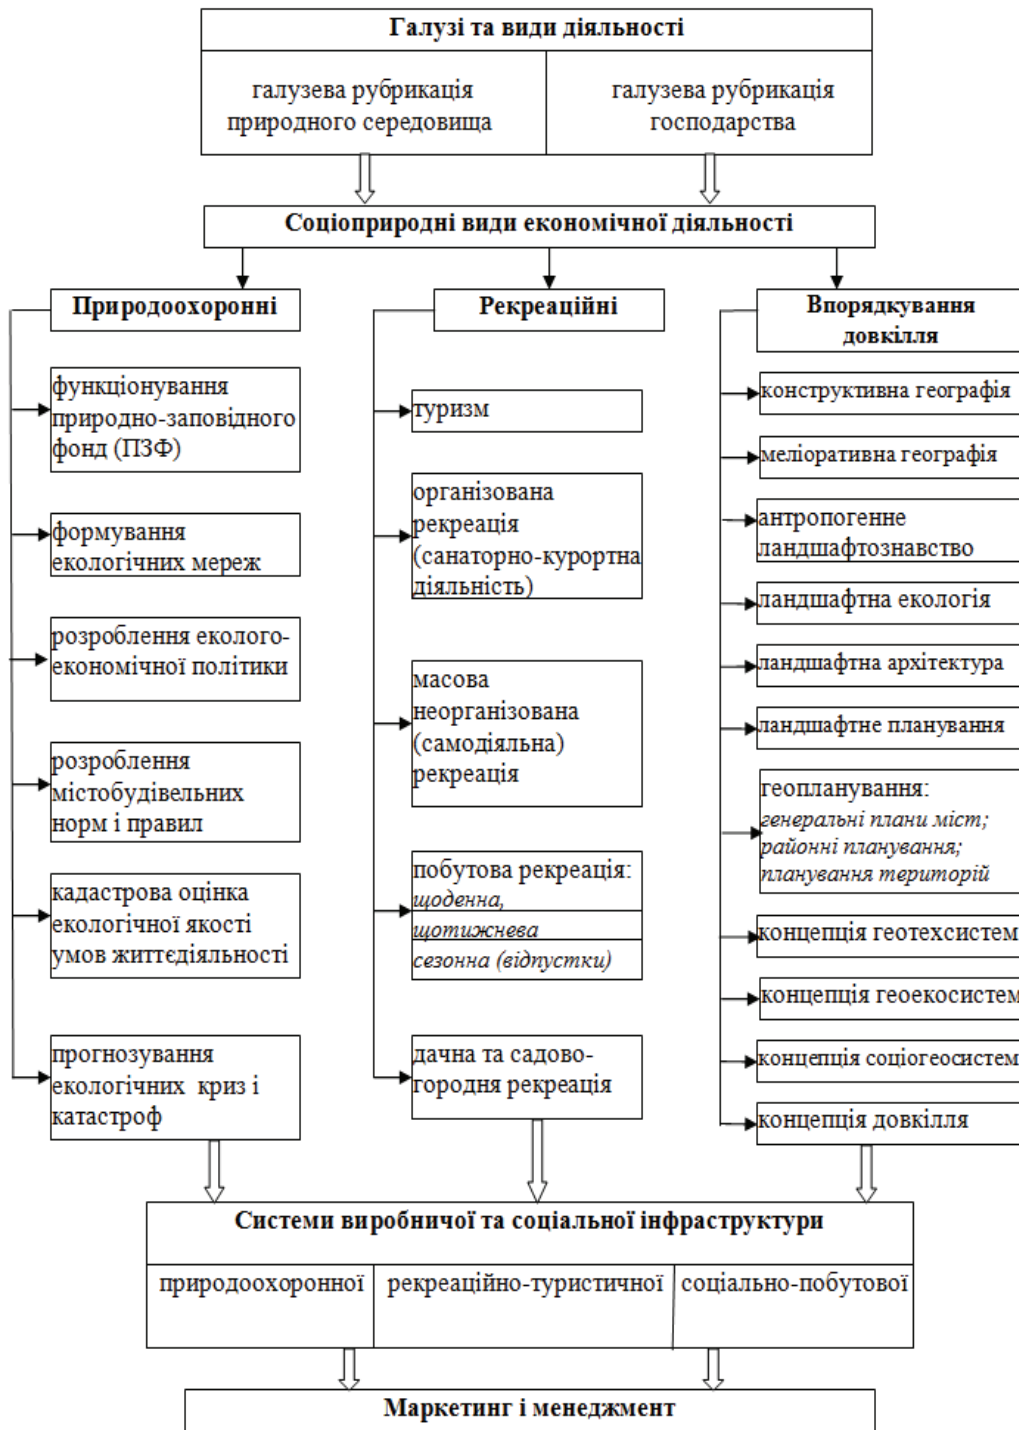 Галузі та види діяльності
галузева рубрикація
природного середовища
галузева рубрикація
господарства
Соціоприродні види економічної діяльності
Природоохоронні
функціонування
природно-заповідного
фонд (ПЗФ)
формування
екологічних мереж
розроблення еколого-
економічної політики
розроблення
містобудівельних
норм і правил
кадастрова оцінка
екологічної якості
умов життєдіяльності
прогнозування
екологічних криз і
катастроф
Рекреаційні
туризм
організована
рекреація
(санаторно-курортна
діяльність)
масова
неорганізована
(самодіяльна)
рекреація
побутова рекреація:
щоденна,
щотижнева
сезонна (відпустки)
дачна та садово-
городня рекреація
Впорядкування
довкілля
конструктивна географія
меліоративна географія
антропогенне
ландшафтознавство
ландшафтна екологія
ландшафтна архітектура
ландшафтне планування
геопланування:
генеральні плани міст;
районні планування;
планування територій
концепція геотехсистем
концепція геоекосистем
концепція соціогеосистем
концепція довкілля
Системи виробничої та соціальної інфраструктури
природоохоронної
рекреаційно-туристичної
соціально-побутової
Маркетинг і менеджмент